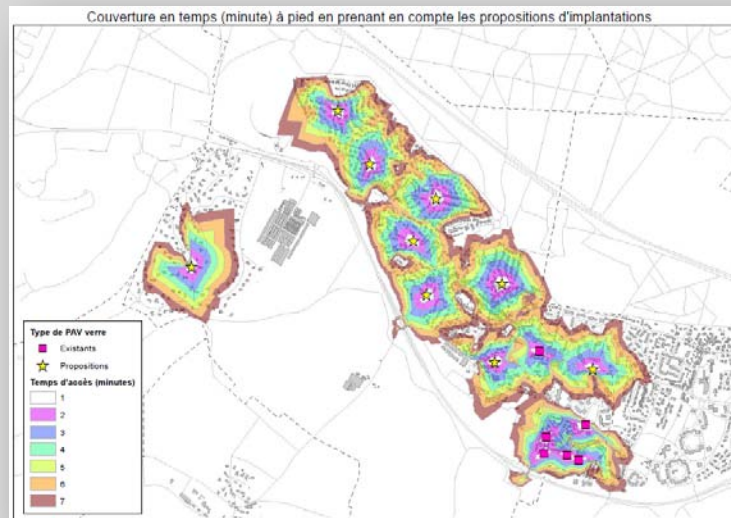 Couverture en temps (minute) à pied en prenant en compte les propositions d'implantations
Type de PAV verre
Existants
Propositions
Temps d'accès (minutes)
1
2
3
4
5
6
7